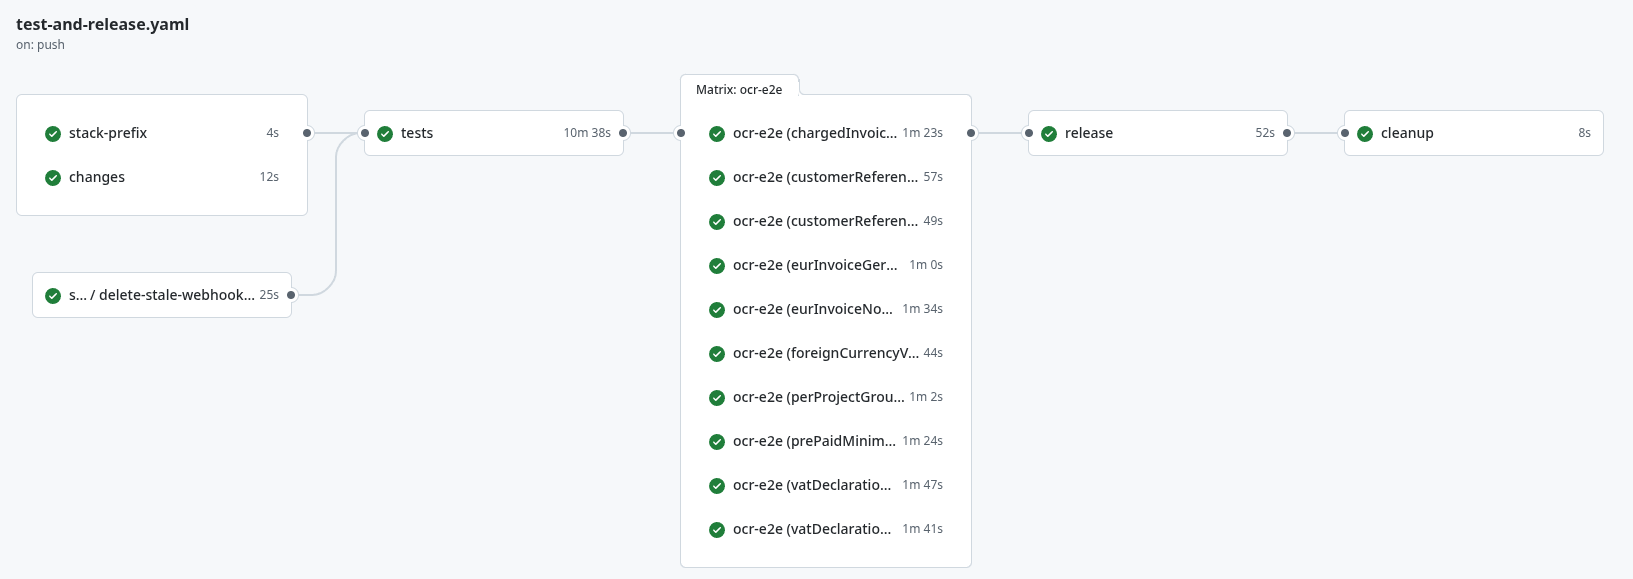 test-and-release.yaml
on: push
stack-prefix 4s
changes 12s
s... / delete-stale-webhook... 25s
tests 10m 38s
Matrix: ocr-e2e
ocr-e2e (chargedInvoic... 1m 23s
ocr-e2e (customerReferen... 57s
ocr-e2e (customerReferen... 49s
ocr-e2e (eurInvoiceGer... 1m 0s
ocr-e2e (eurInvoiceNo... 1m 34s
ocr-e2e (foreignCurrencyV... 44s
ocr-e2e (perProjectGrou... 1m 2s
ocr-e2e (prePaidMinim... 1m 24s
ocr-e2e (vatDeclaratio... 1m 47s
ocr-e2e (vatDeclaratio... 1m 41s
release 52s
cleanup 8s